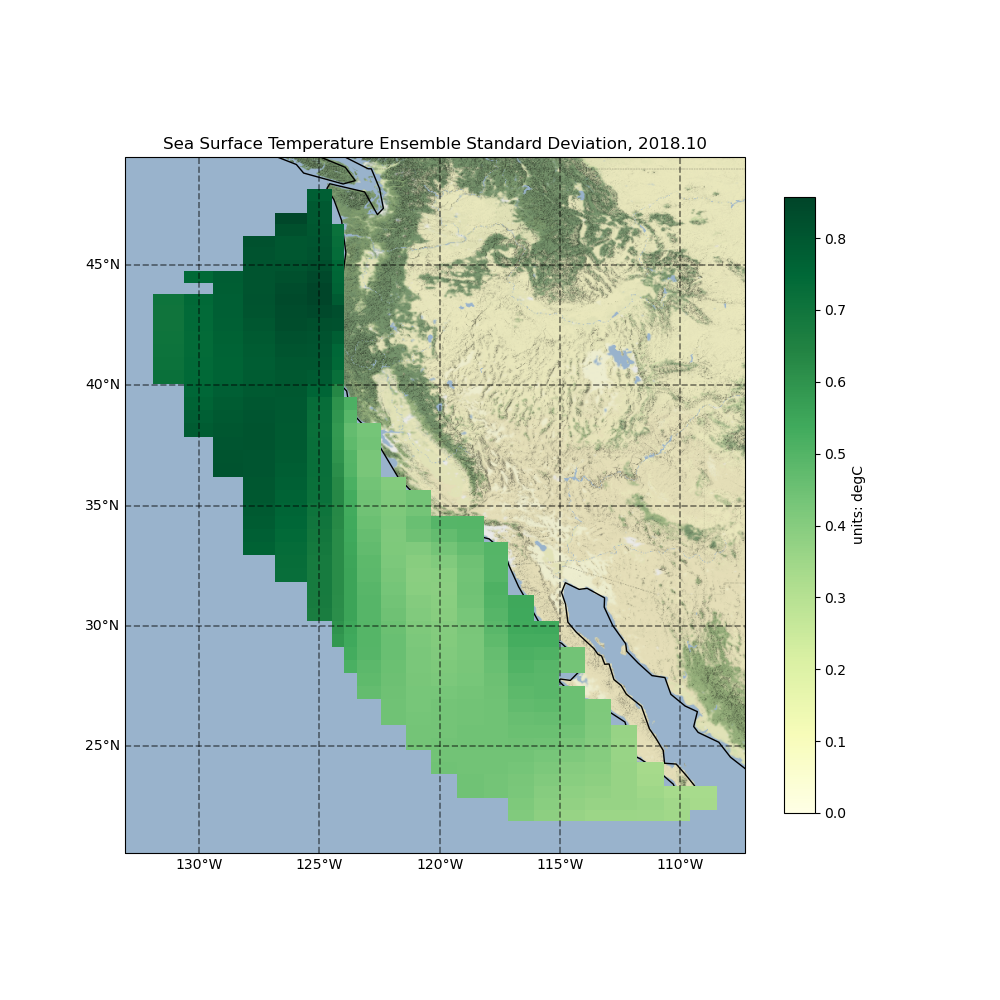 Sea Surface Temperature Ensemble Standard Deviation, 2018.10
45°N
40°N
35°N
30°N
25°N
130°W
125°W
120°W
115°W
110°W
0.8
0.7
0.6
0.5
0.4
0.3
0.2
0.1
0.0
units: degC